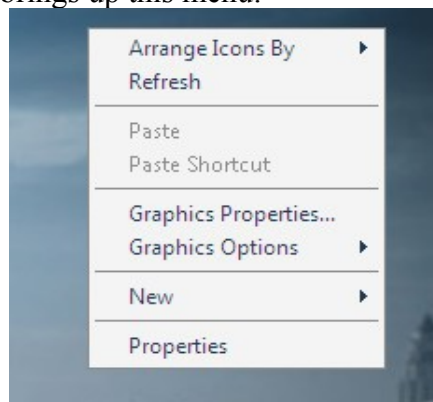 brings up this menu.
Arrange Icons By
Refresh
Paste
Paste Shortcut
Graphics Properties...
Graphics Options
New
Properties